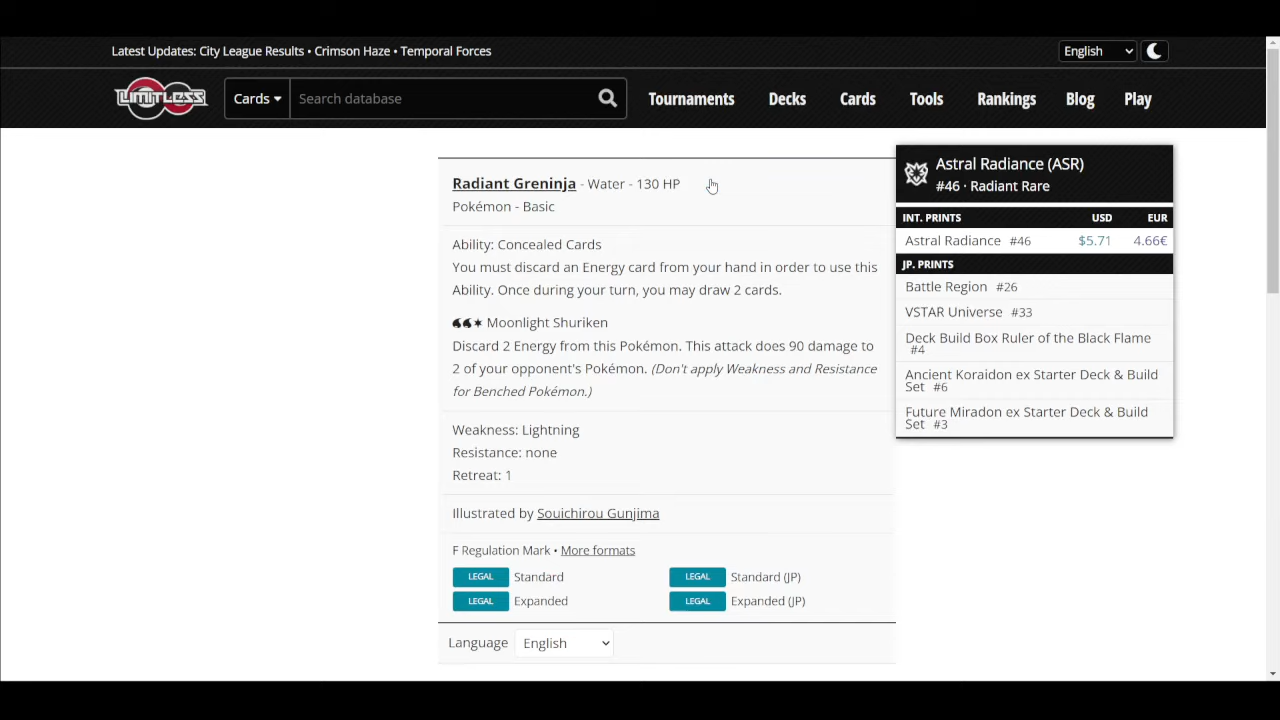 Latest Updates: City League Results • Crimson Haze • Temporal Forces
English
LIMITLESS
Cards
Search database
Tournaments
Decks
Cards
Tools
Rankings
Blog
Play
Radiant Greninja - Water - 130 HP
Pokémon - Basic
Ability: Concealed Cards
You must discard an Energy card from your hand in order to use this
Ability. Once during your turn, you may draw 2 cards.
Moonlight Shuriken
Discard 2 Energy from this Pokémon. This attack does 90 damage to
2 of your opponent's Pokémon. (Don't apply Weakness and Resistance
for Benched Pokémon.)
Weakness: Lightning
Resistance: none
Retreat: 1
Illustrated by Souichirou Gunjima
F Regulation Mark • More formats
LEGAL Standard
LEGAL Standard (JP)
LEGAL Expanded
LEGAL Expanded (JP)
Language English
Astral Radiance (ASR)
#46 · Radiant Rare
INT. PRINTS USD EUR
Astral Radiance #46 $5.71 4.66€
JP. PRINTS
Battle Region #26
VSTAR Universe #33
Deck Build Box Ruler of the Black Flame
#4
Ancient Koraidon ex Starter Deck & Build
Set #6
Future Miradon ex Starter Deck & Build
Set #3